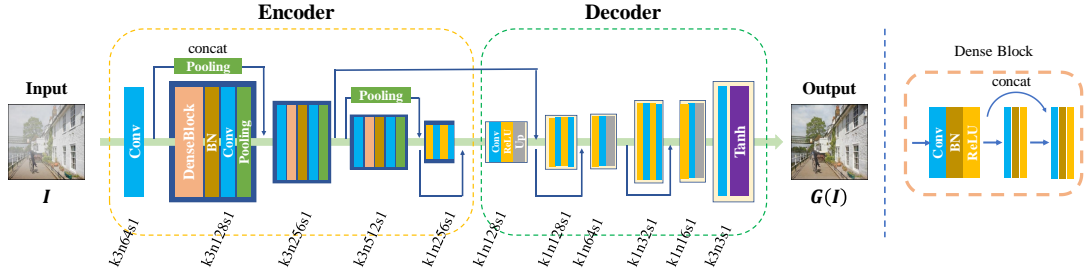 Encoder
Decoder
Input
I
concat
Pooling
Conv
DenseBlock
BN
Conv
Pooling
Pooling
Conv
ReLU
Up
Tanh
Output
G(I)
k3n64s1
k3n128s1
k3n256s1
k3n512s1
k1n256s1
k1n128s1
k1n128s1
k1n64s1
k1n32s1
k1n16s1
k3n3s1
Dense Block
concat
Conv
BN
ReLU